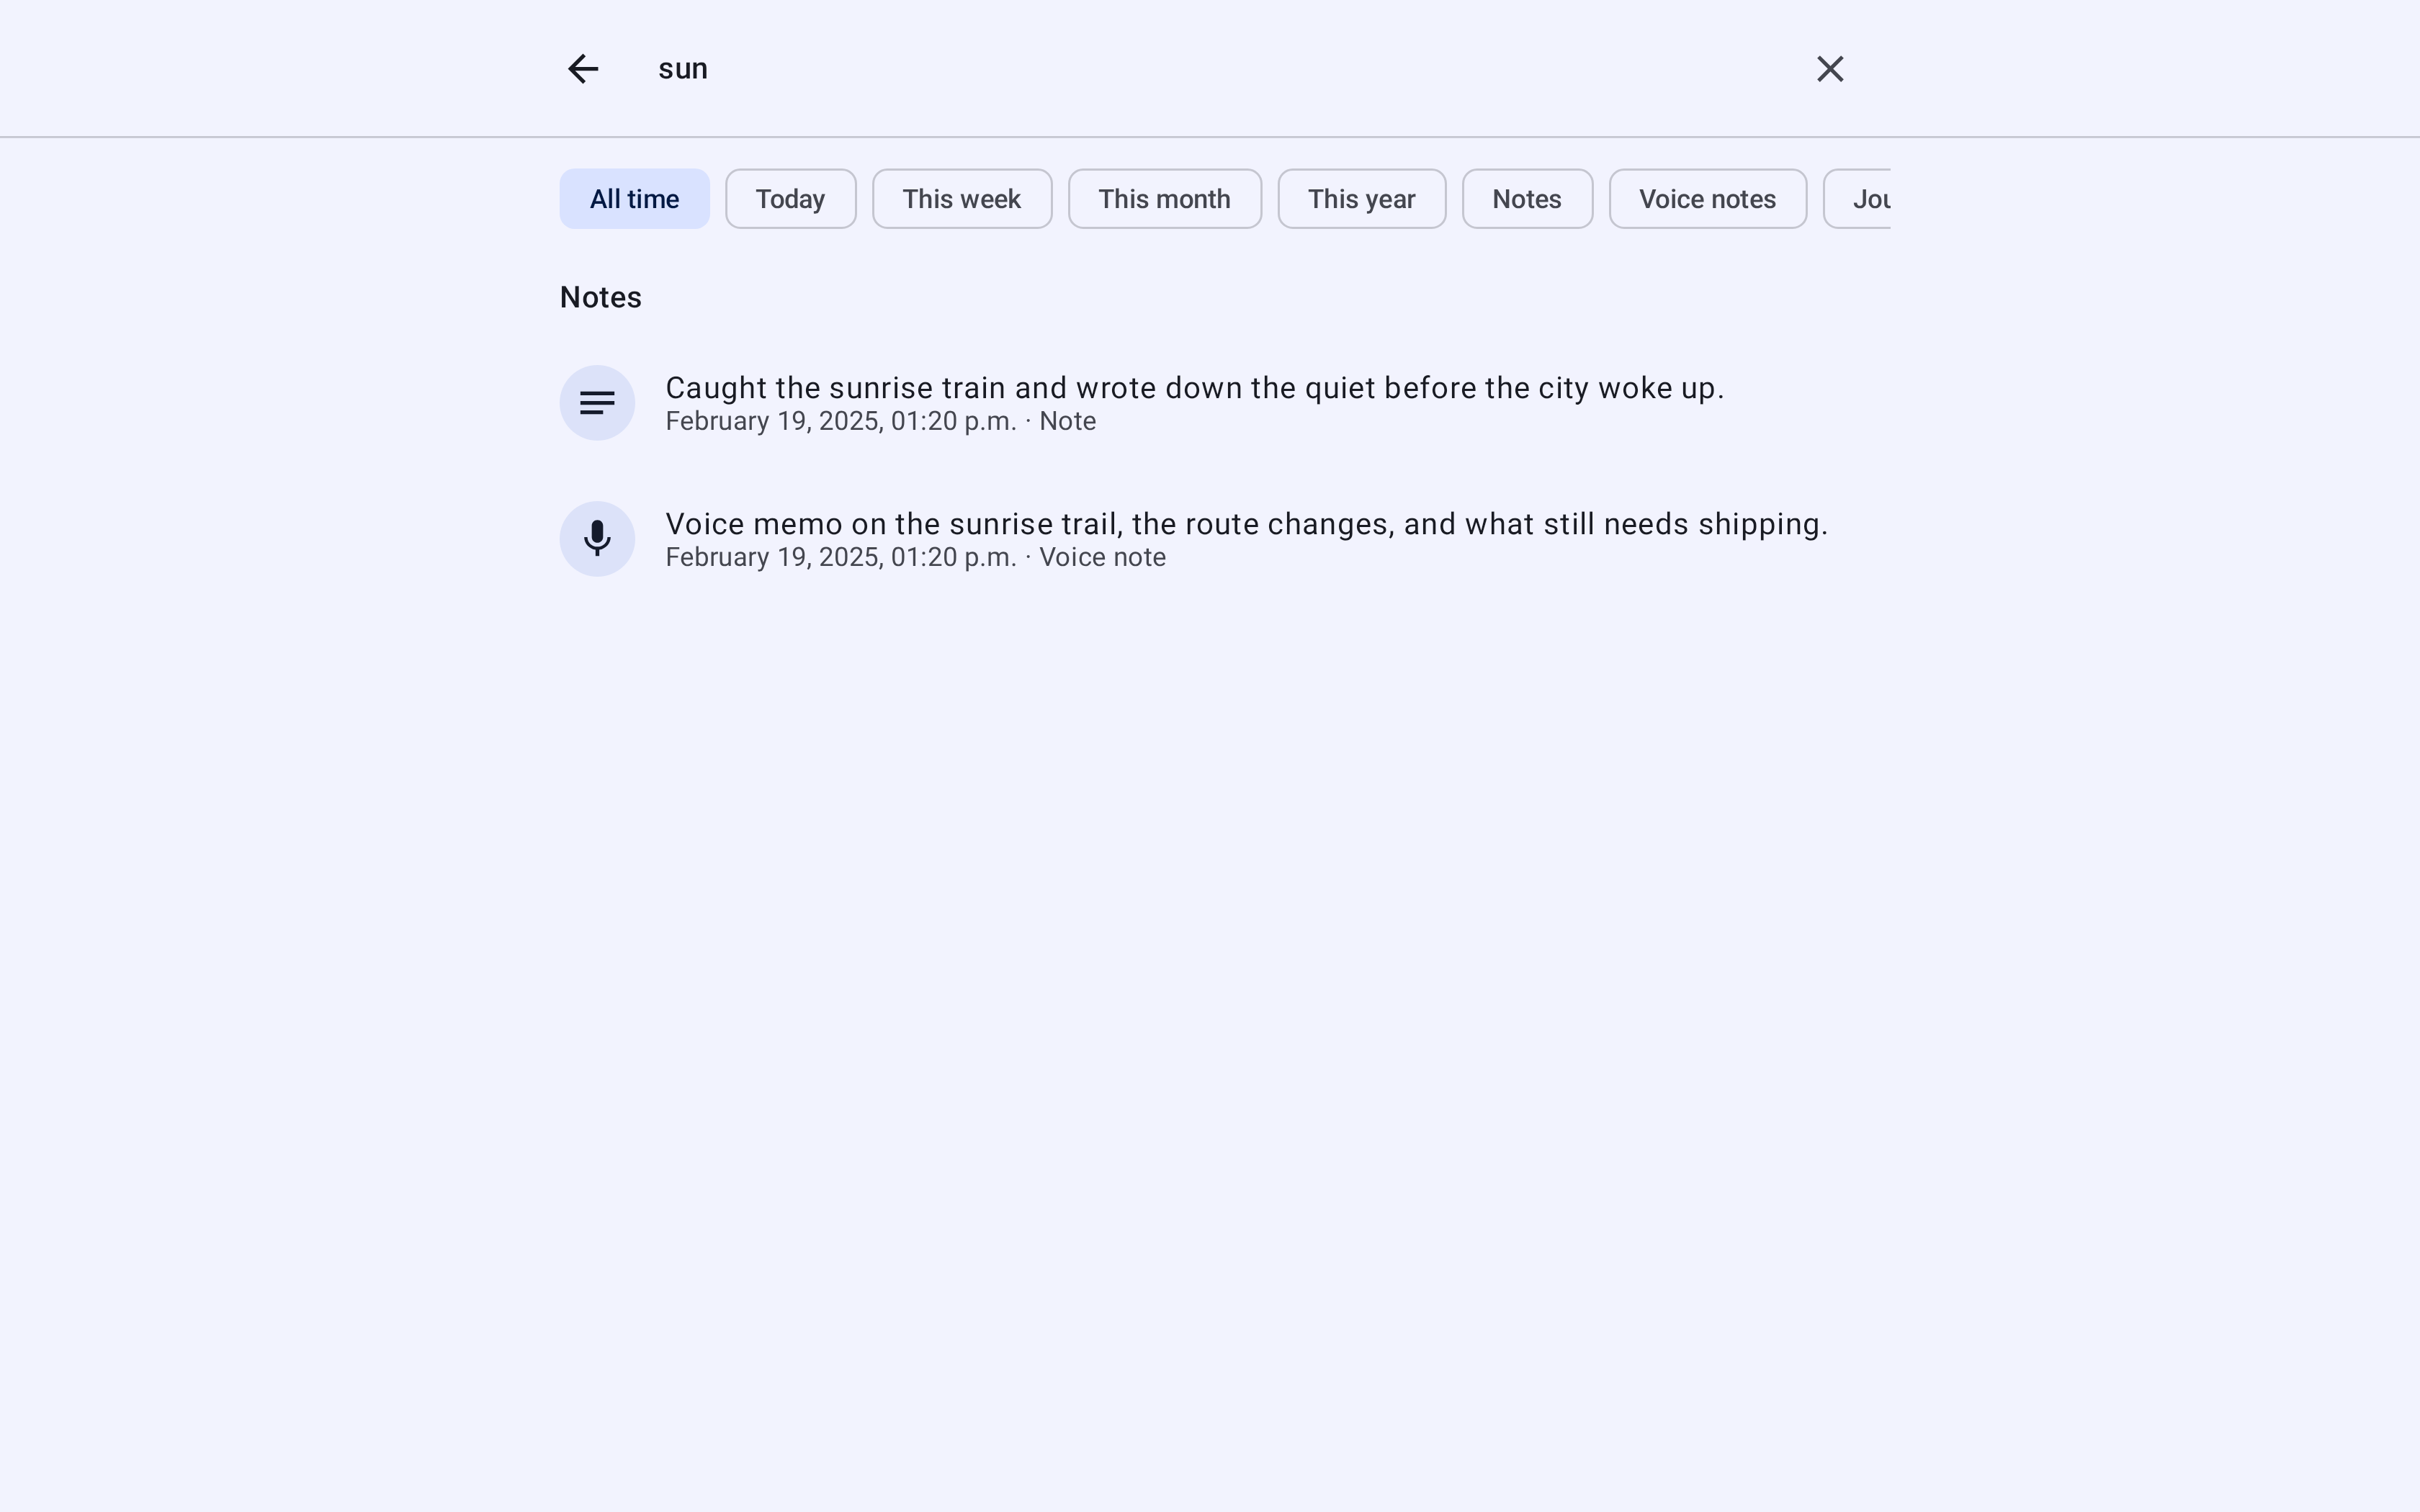 sun
All time Today This week This month This year Notes Voice notes Jou
Notes
Caught the sunrise train and wrote down the quiet before the city woke up.
February 19, 2025, 01:20 p.m. · Note
Voice memo on the sunrise trail, the route changes, and what still needs shipping.
February 19, 2025, 01:20 p.m. · Voice note